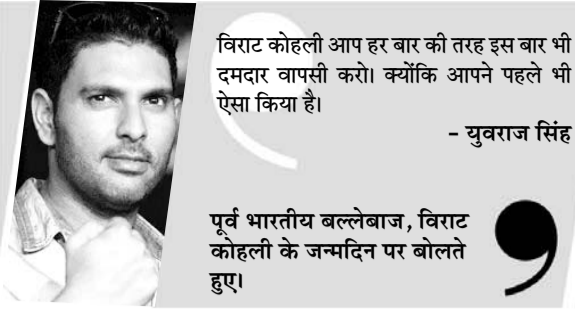 विराट कोहली आप हर बार की तरह इस बार भी
दमदार वापसी करो। क्योंकि आपने पहले भी
ऐसा किया है।
- युवराज सिंह
पूर्व भारतीय बल्लेबाज, विराट
कोहली के जन्मदिन पर बोलते
हुए।